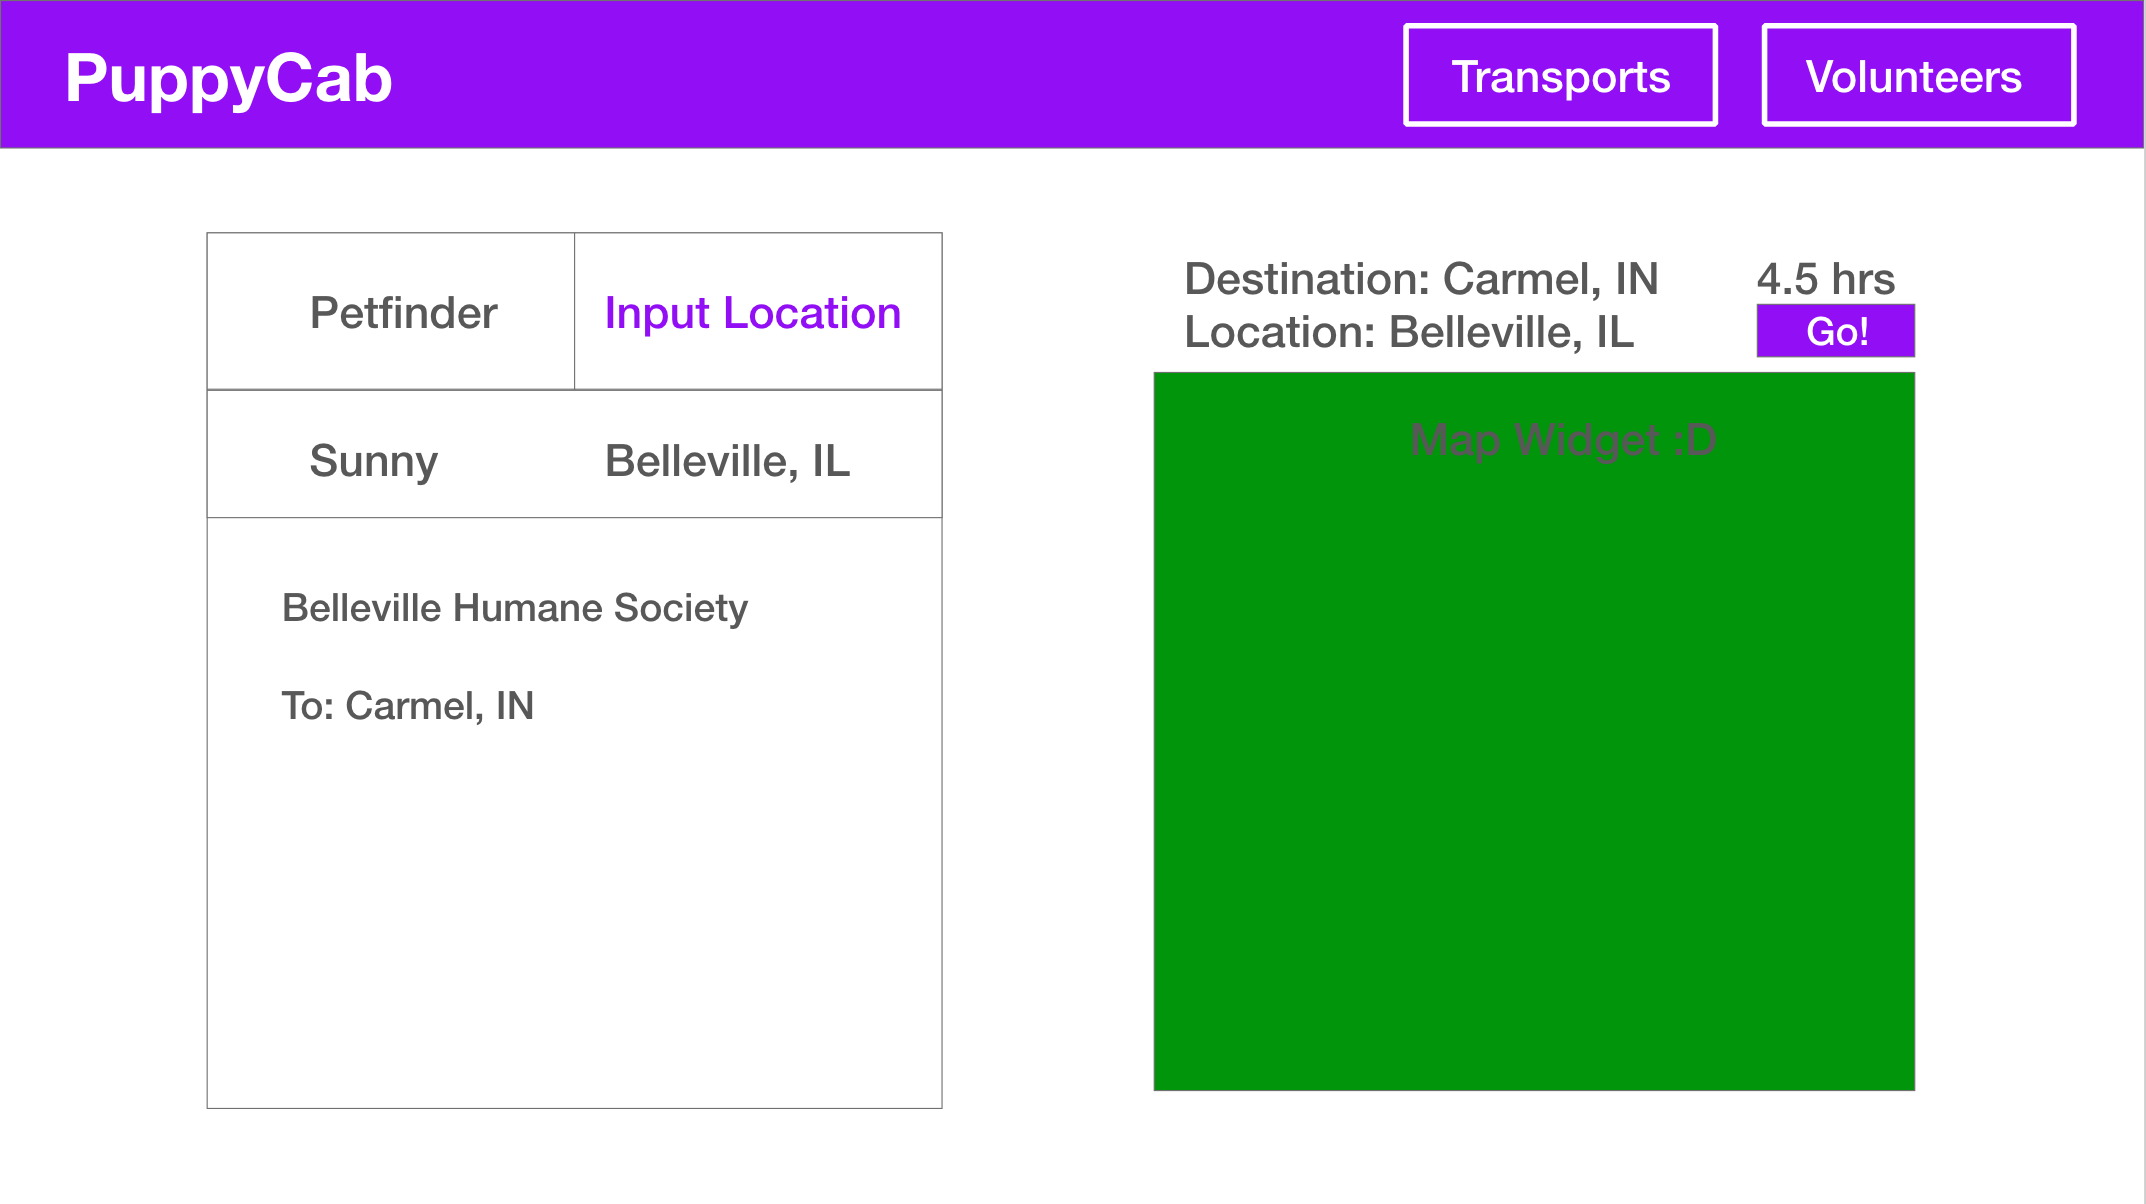 PuppyCab
Transports
Volunteers
Petfinder
Input Location
Sunny
Belleville, IL
Belleville Humane Society
To: Carmel, IN
Destination: Carmel, IN
4.5 hrs
Location: Belleville, IL
Go!
Map Widget :D